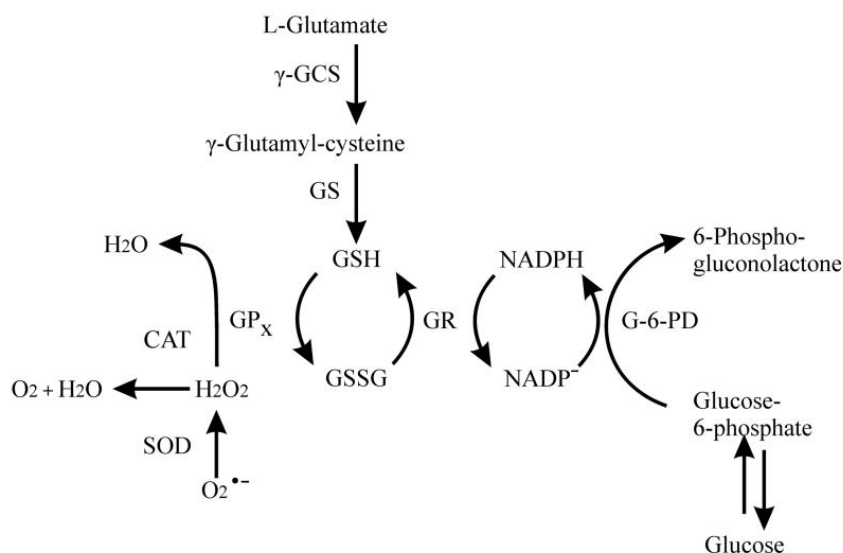 L-Glutamate
γ-GCS
γ-Glutamyl-cysteine
GS
H2O
GSH
NADPH
6-Phospho-
gluconolactone
CAT
GPX
GR
G-6-PD
O2 + H2O
H2O2
GSSG
NADP-
Glucose-
6-phosphate
SOD
O2•-
Glucose